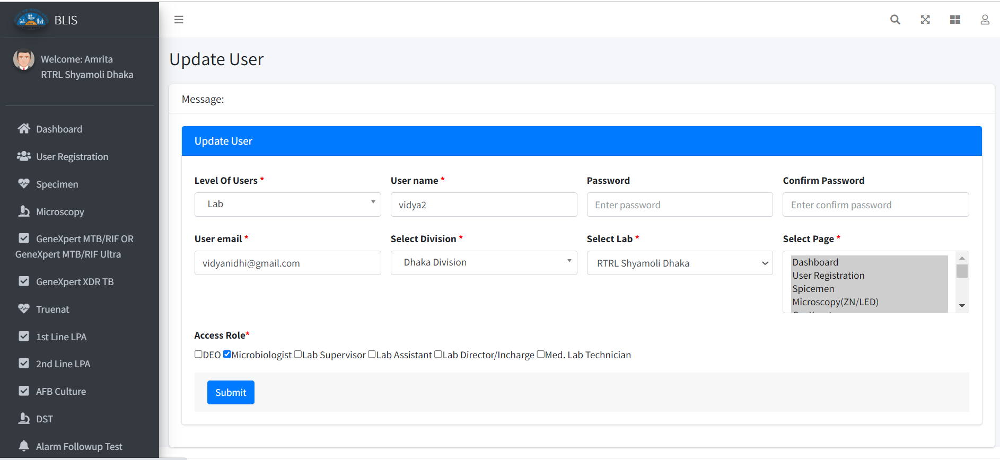 BLIS
Welcome: Amrita
RTRL Shyamoli Dhaka
Dashboard
User Registration
Specimen
Microscopy
GeneXpert MTB/RIF OR
GeneXpert MTB/RIF Ultra
GeneXpert XDR TB
Truenat
1st Line LPA
2nd Line LPA
AFB Culture
DST
Alarm Followup Test
Update User
Message:
Update User
Level Of Users *
User name *
Password
Confirm Password
Lab
vidya2
Enter password
Enter confirm password
User email *
Select Division *
Select Lab *
Select Page *
vidyanidhi@gmail.com
Dhaka Division
RTRL Shyamoli Dhaka
Dashboard
User Registration
Spicemen
Microscopy(ZN/LED)
Access Role*
DEO Microbiologist Lab Supervisor Lab Assistant Lab Director/Incharge Med. Lab Technician
Submit